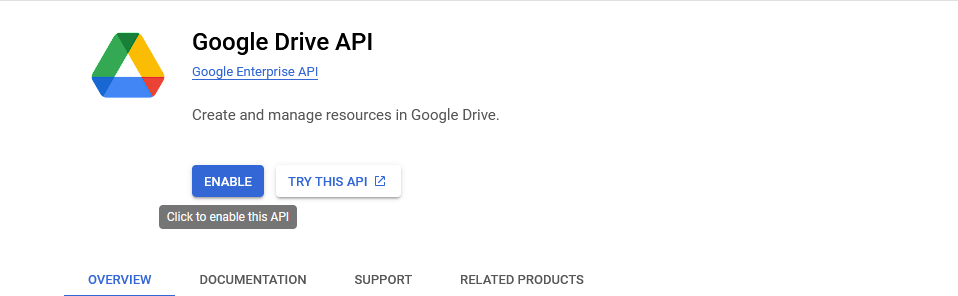 Google Drive API
Google Enterprise API
Create and manage resources in Google Drive.
ENABLE
TRY THIS API
Click to enable this API
OVERVIEW
DOCUMENTATION
SUPPORT
RELATED PRODUCTS